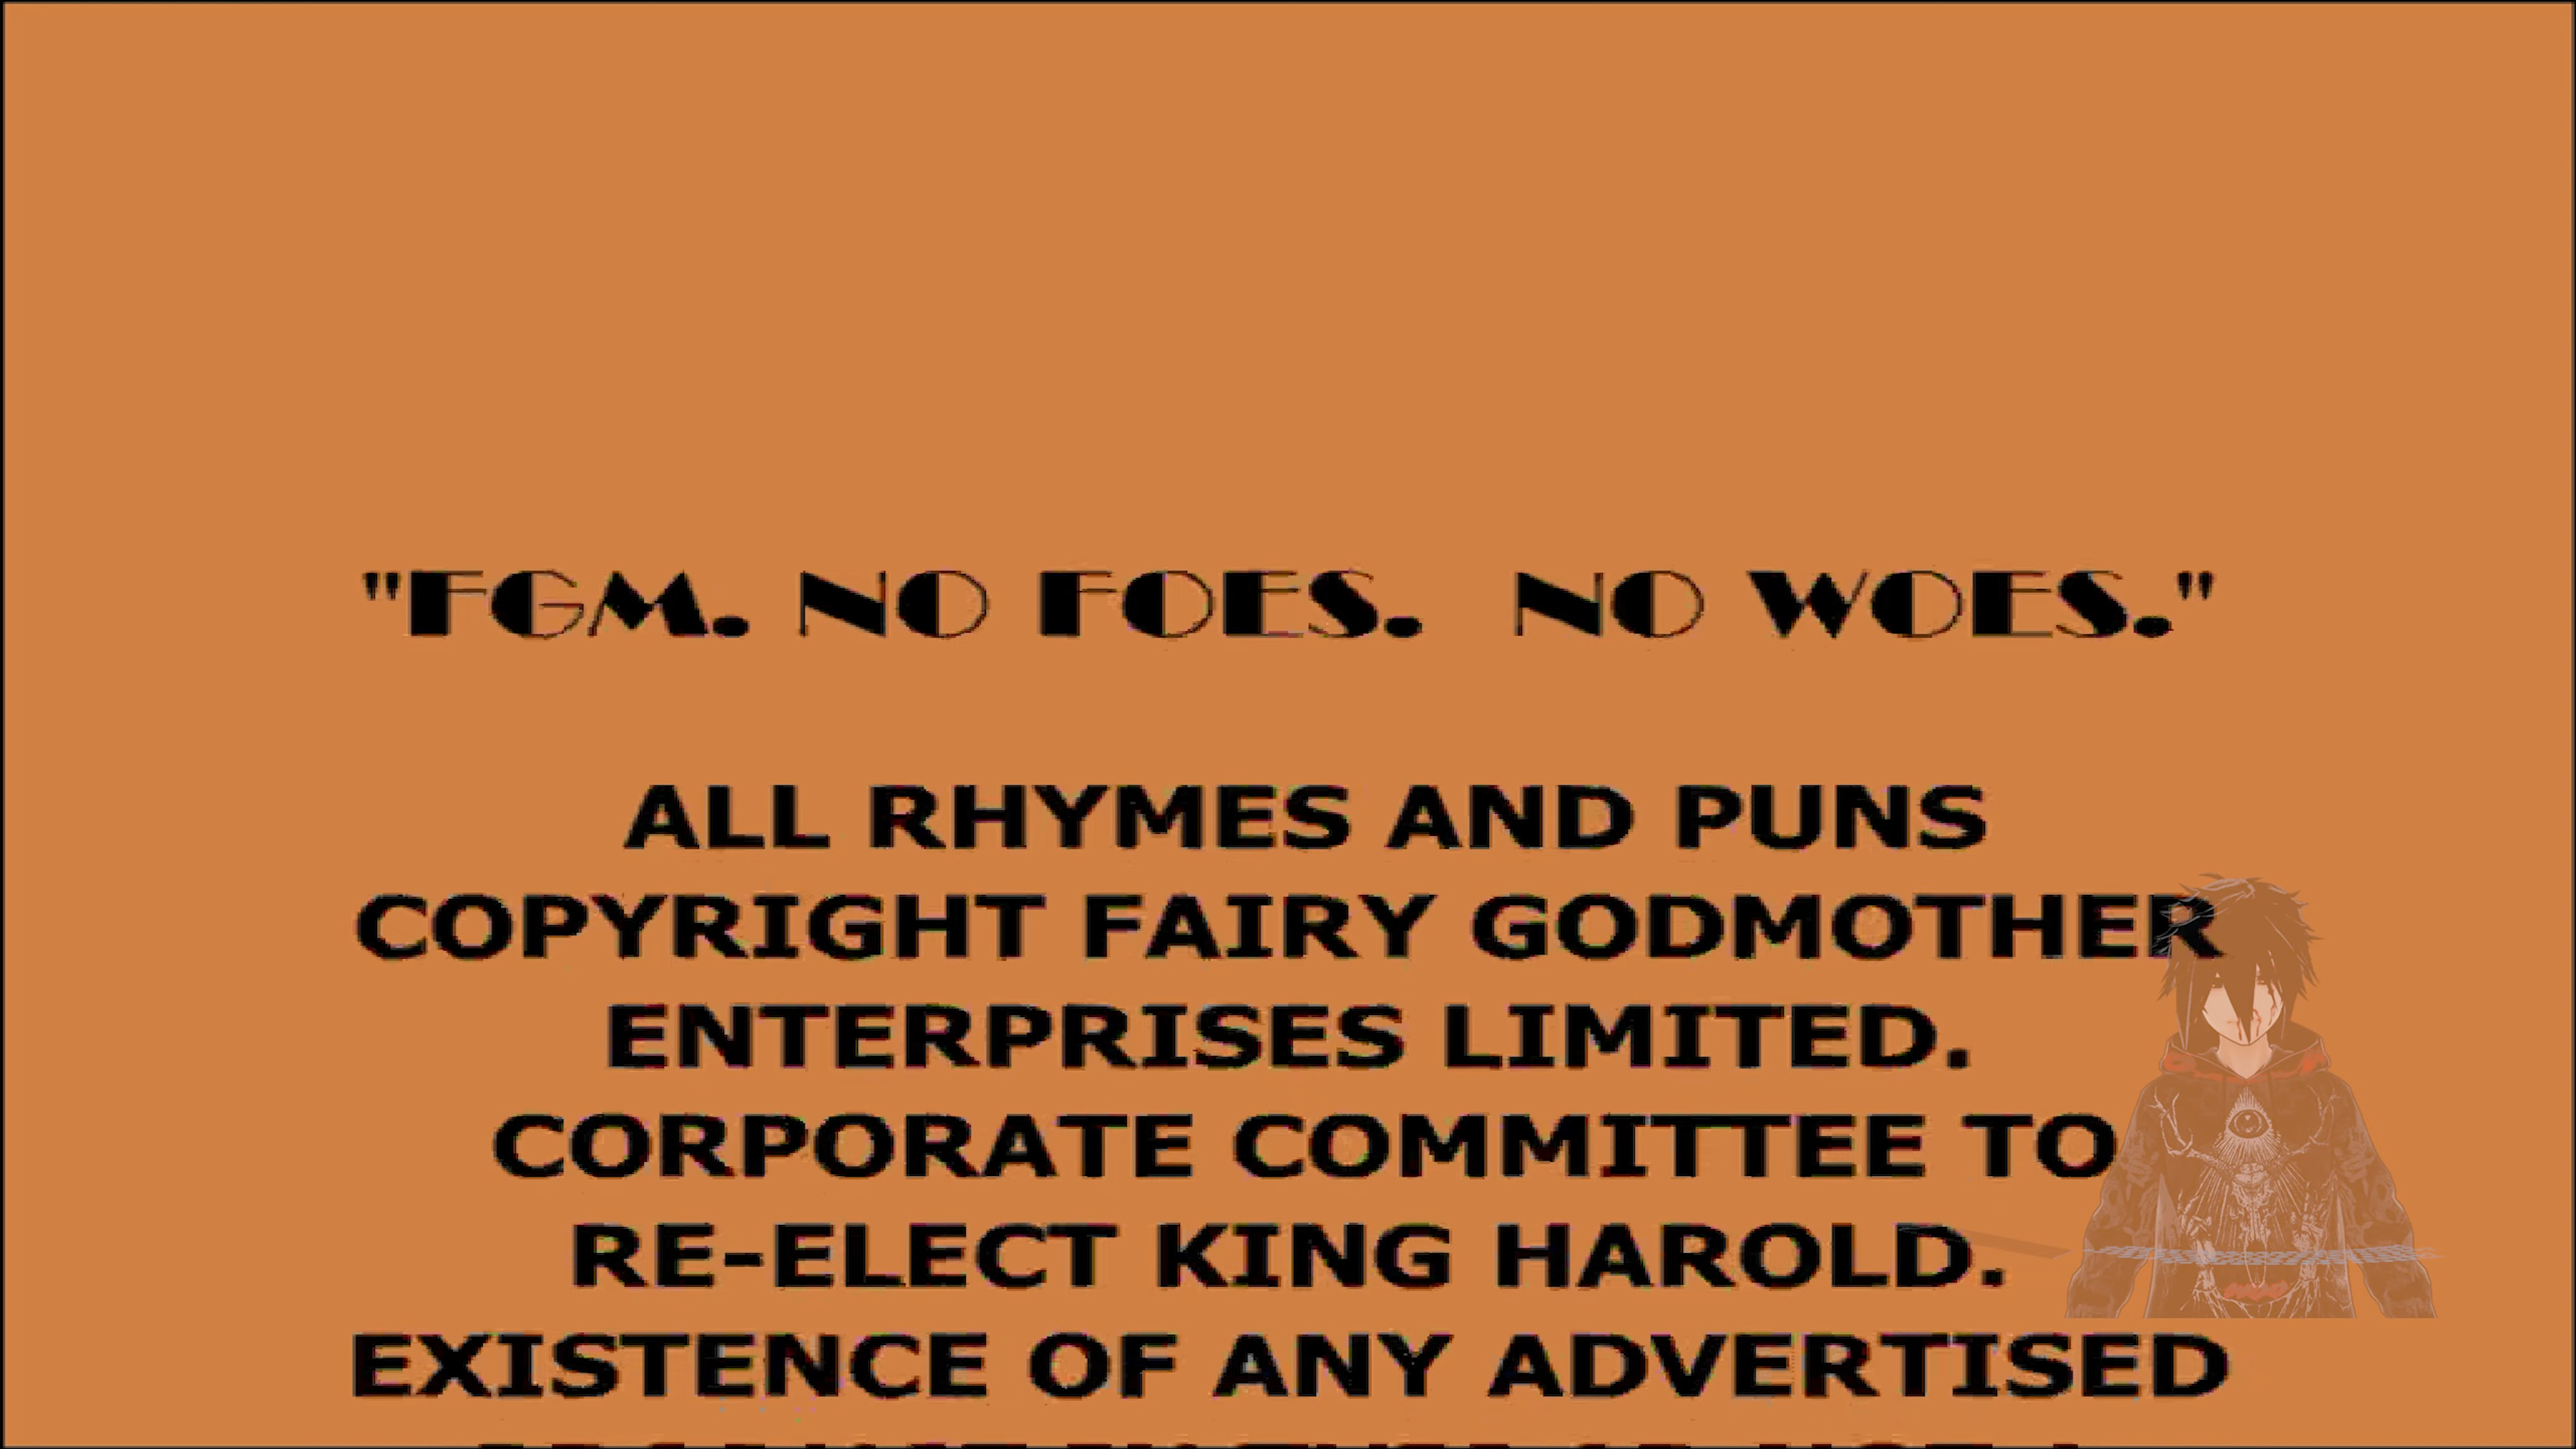 "FGM. NO FOES.  NO WOES."
ALL RHYMES AND PUNS
COPYRIGHT FAIRY GODMOTHER
ENTERPRISES LIMITED.
CORPORATE COMMITTEE TO
RE-ELECT KING HAROLD.
EXISTENCE OF ANY ADVERTISED